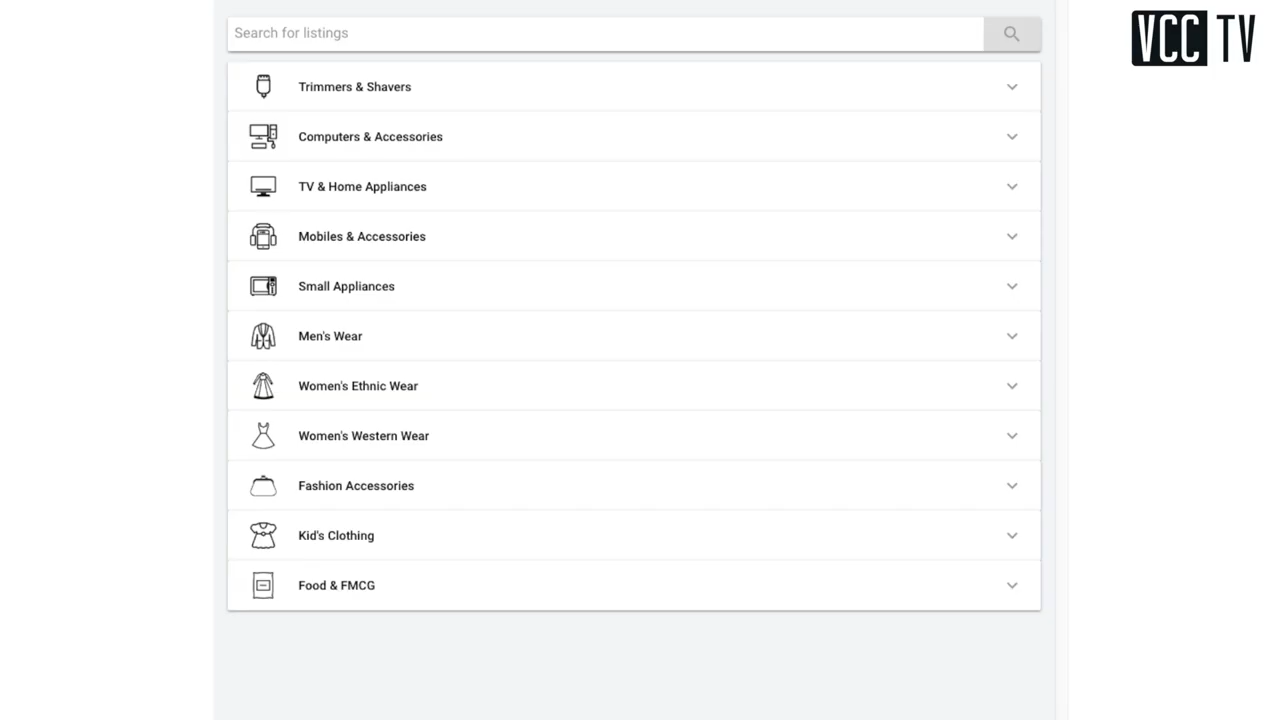 Search for listings
VCC TV
Trimmers & Shavers
Computers & Accessories
TV & Home Appliances
Mobiles & Accessories
Small Appliances
Men's Wear
Women's Ethnic Wear
Women's Western Wear
Fashion Accessories
Kid's Clothing
Food & FMCG